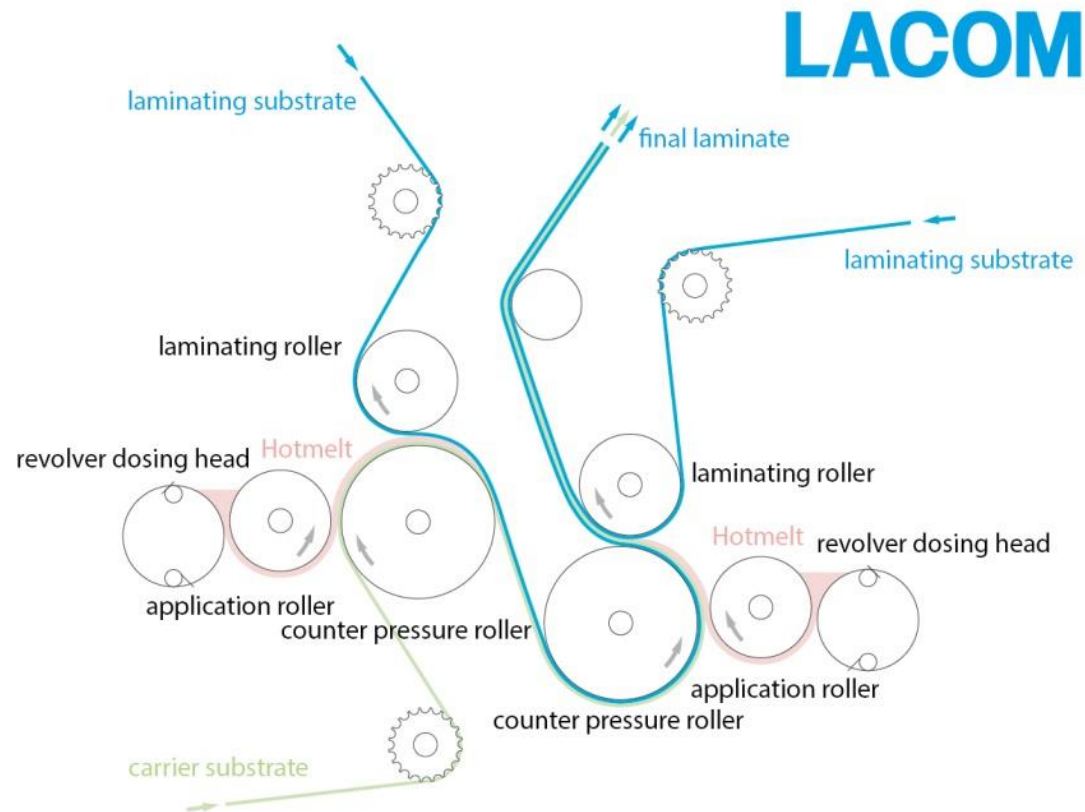 LACOM
laminating substrate
final laminate
laminating substrate
laminating roller
Hotmelt
revolver dosing head
laminating roller
Hotmelt
revolver dosing head
application roller
counter pressure roller
application roller
counter pressure roller
carrier substrate